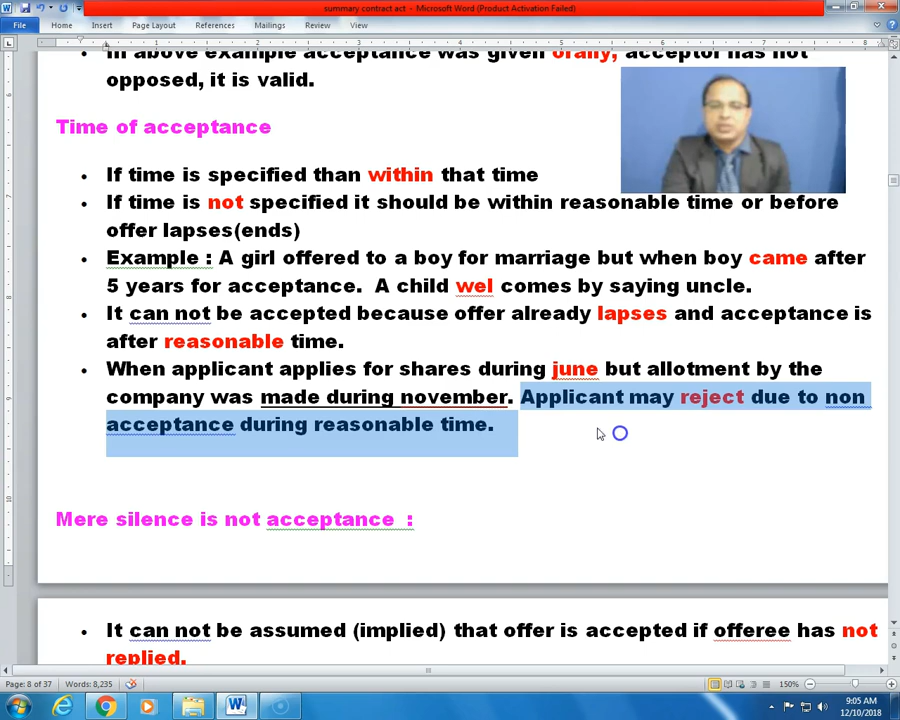 summary contract act - Microsoft Word (Product Activation Failed)
File Home Insert Page Layout References Mailings Review View
1 2 3 4 5 6 7 8
In above example acceptance was given orally, acceptor has not
opposed, it is valid.
Time of acceptance
• If time is specified than within that time
• If time is not specified it should be within reasonable time or before
offer lapses(ends)
• Example : A girl offered to a boy for marriage but when boy came after
5 years for acceptance. A child wel comes by saying uncle.
• It can not be accepted because offer already lapses and acceptance is
after reasonable time.
• When applicant applies for shares during june but allotment by the
company was made during november. Applicant may reject due to non
acceptance during reasonable time.
Mere silence is not acceptance :
• It can not be assumed (implied) that offer is accepted if offeree has not
replied.
Page: 8 of 37 Words: 8,235 150%
9:05 AM
12/10/2018